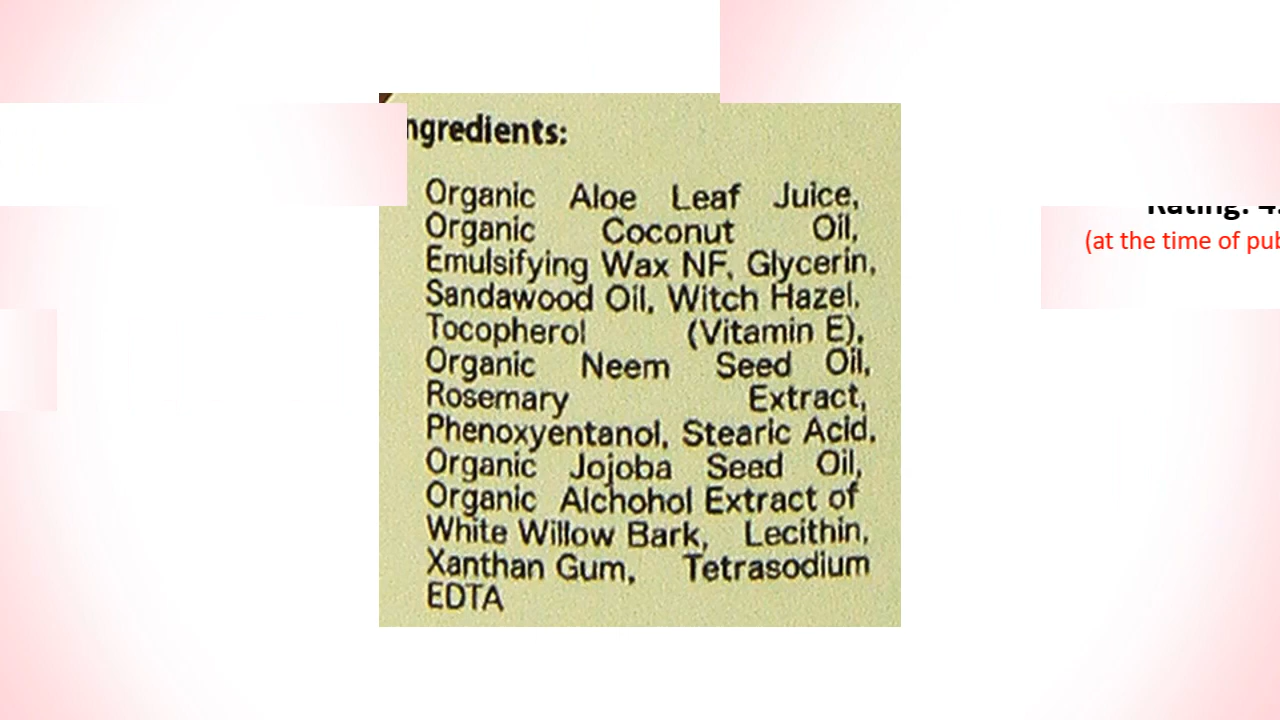 ngredients:
Organic Aloe Leaf Juice,
Organic Coconut Oil,
Emulsifying Wax NF, Glycerin,
Sandawood Oil, Witch Hazel,
Tocopherol (Vitamin E),
Organic Neem Seed Oil,
Rosemary Extract,
Phenoxyentanol, Stearic Acid,
Organic Jojoba Seed Oil,
Organic Alchohol Extract of
White Willow Bark, Lecithin,
Xanthan Gum, Tetrasodium
EDTA
Rating: 4.
(at the time of pub